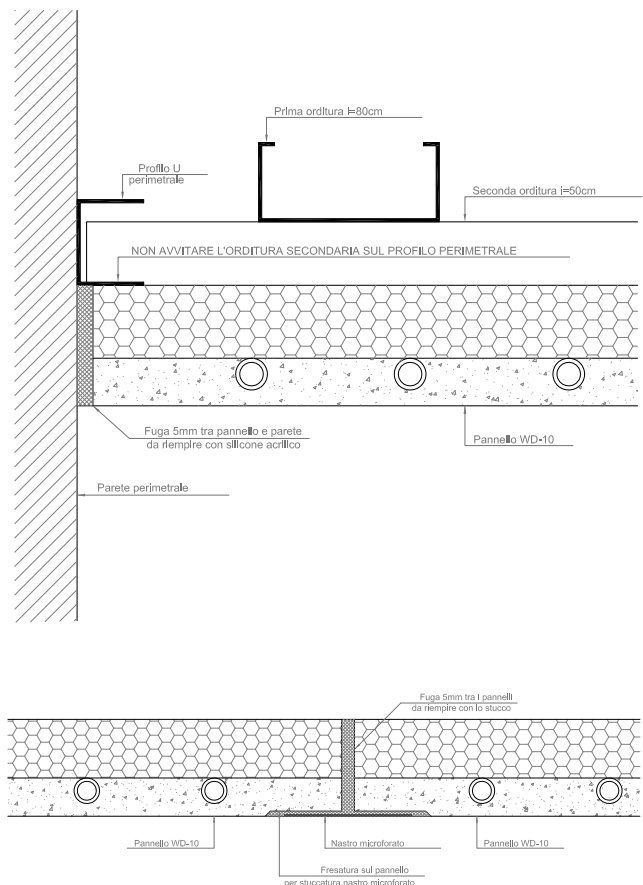 Prima orditura i=80cm
Profilo U
perimetrale
Seconda orditura i=50cm
NON AVVITARE L'ORDITURA SECONDARIA SUL PROFILO PERIMETRALE
Fuga 5mm tra pannello e parete
da riempire con silicone acrilico
Pannello WD-10
Parete perimetrale
Fuga 5mm tra i pannelli
da riempire con lo stucco
Pannello WD-10
Nastro microforato
Pannello WD-10
Fresatura sul pannello
per stuccatura nastro microforato